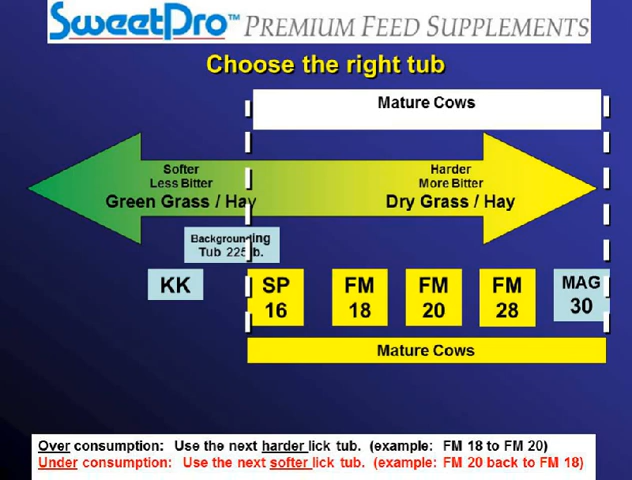 SweetPro™ PREMIUM FEED SUPPLEMENTS
Choose the right tub
Mature Cows
Softer
Less Bitter
Green Grass / Hay
Harder
More Bitter
Dry Grass / Hay
Backgrounding
Tub 225lb.
KK
SP
16
FM
18
FM
20
FM
28
MAG
30
Mature Cows
Over consumption: Use the next harder lick tub. (example: FM 18 to FM 20)
Under consumption: Use the next softer lick tub. (example: FM 20 back to FM 18)